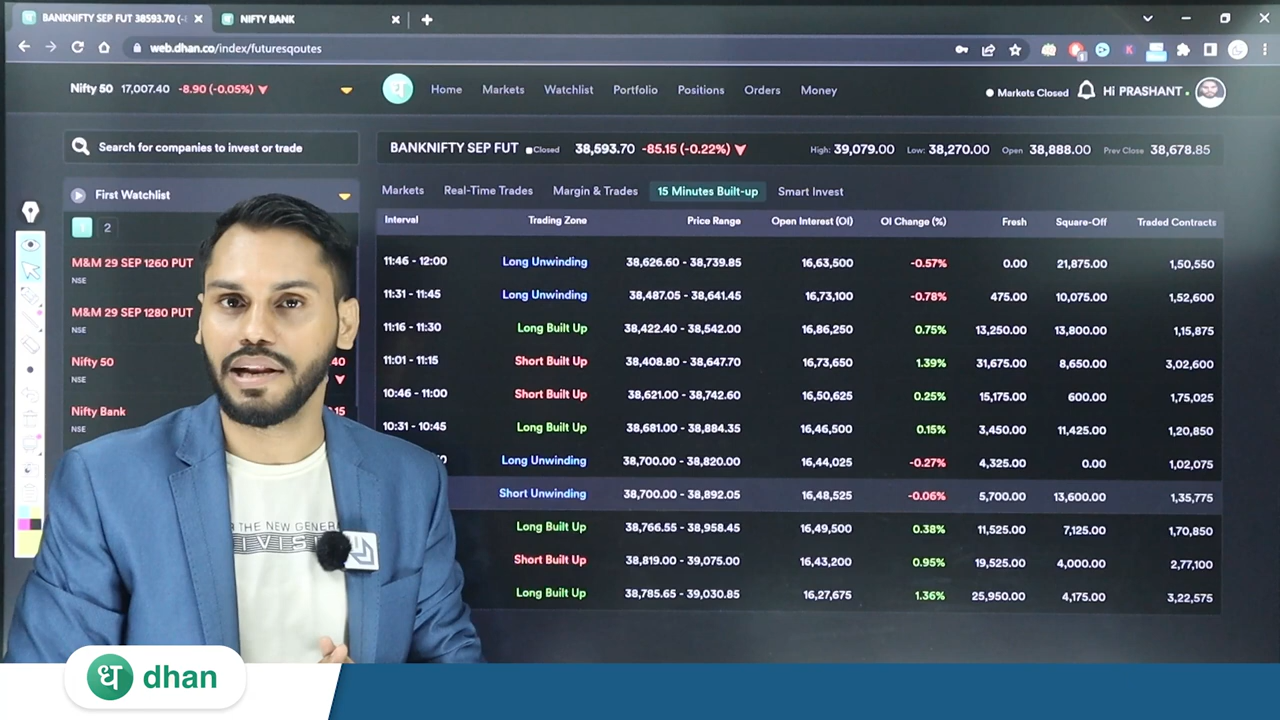 BANKNIFTY SEP FUT 38593.70 (-
NIFTY BANK
web.dhan.co/index/futuresqoutes
Nifty 50 17,007.40 -8.90 (-0.05%)
ध
Home Markets Watchlist Portfolio Positions Orders Money
Markets Closed
Hi PRASHANT
Search for companies to invest or trade
BANKNIFTY SEP FUT Closed 38,593.70 -85.15 (-0.22%)
High: 39,079.00 Low: 38,270.00 Open 38,888.00 Prev Close 38,678.85
First Watchlist
1 2
M&M 29 SEP 1260 PUT
NSE
M&M 29 SEP 1280 PUT
NSE
Nifty 50 40
NSE
Nifty Bank .15
NSE
Markets Real-Time Trades Margin & Trades 15 Minutes Built-up Smart Invest
Interval Trading Zone Price Range Open Interest (OI) OI Change (%) Fresh Square-Off Traded Contracts
11:46 - 12:00 Long Unwinding 38,626.60 - 38,739.85 16,63,500 -0.57% 0.00 21,875.00 1,50,550
11:31 - 11:45 Long Unwinding 38,487.05 - 38,641.45 16,73,100 -0.78% 475.00 10,075.00 1,52,600
11:16 - 11:30 Long Built Up 38,422.40 - 38,542.00 16,86,250 0.75% 13,250.00 13,800.00 1,15,875
11:01 - 11:15 Short Built Up 38,408.80 - 38,647.70 16,73,650 1.39% 31,675.00 8,650.00 3,02,600
10:46 - 11:00 Short Built Up 38,621.00 - 38,742.60 16,50,625 0.25% 15,175.00 600.00 1,75,025
10:31 - 10:45 Long Built Up 38,681.00 - 38,884.35 16,46,500 0.15% 3,450.00 11,425.00 1,20,850
Long Unwinding 38,700.00 - 38,820.00 16,44,025 -0.27% 4,325.00 0.00 1,02,075
Short Unwinding 38,700.00 - 38,892.05 16,48,525 -0.06% 5,700.00 13,600.00 1,35,775
Long Built Up 38,766.55 - 38,958.45 16,49,500 0.38% 11,525.00 7,125.00 1,70,850
Short Built Up 38,819.00 - 39,075.00 16,43,200 0.95% 19,525.00 4,000.00 2,77,100
Long Built Up 38,785.65 - 39,030.85 16,27,675 1.36% 25,950.00 4,175.00 3,22,575
THE NEW GENER
IVISI
ध dhan